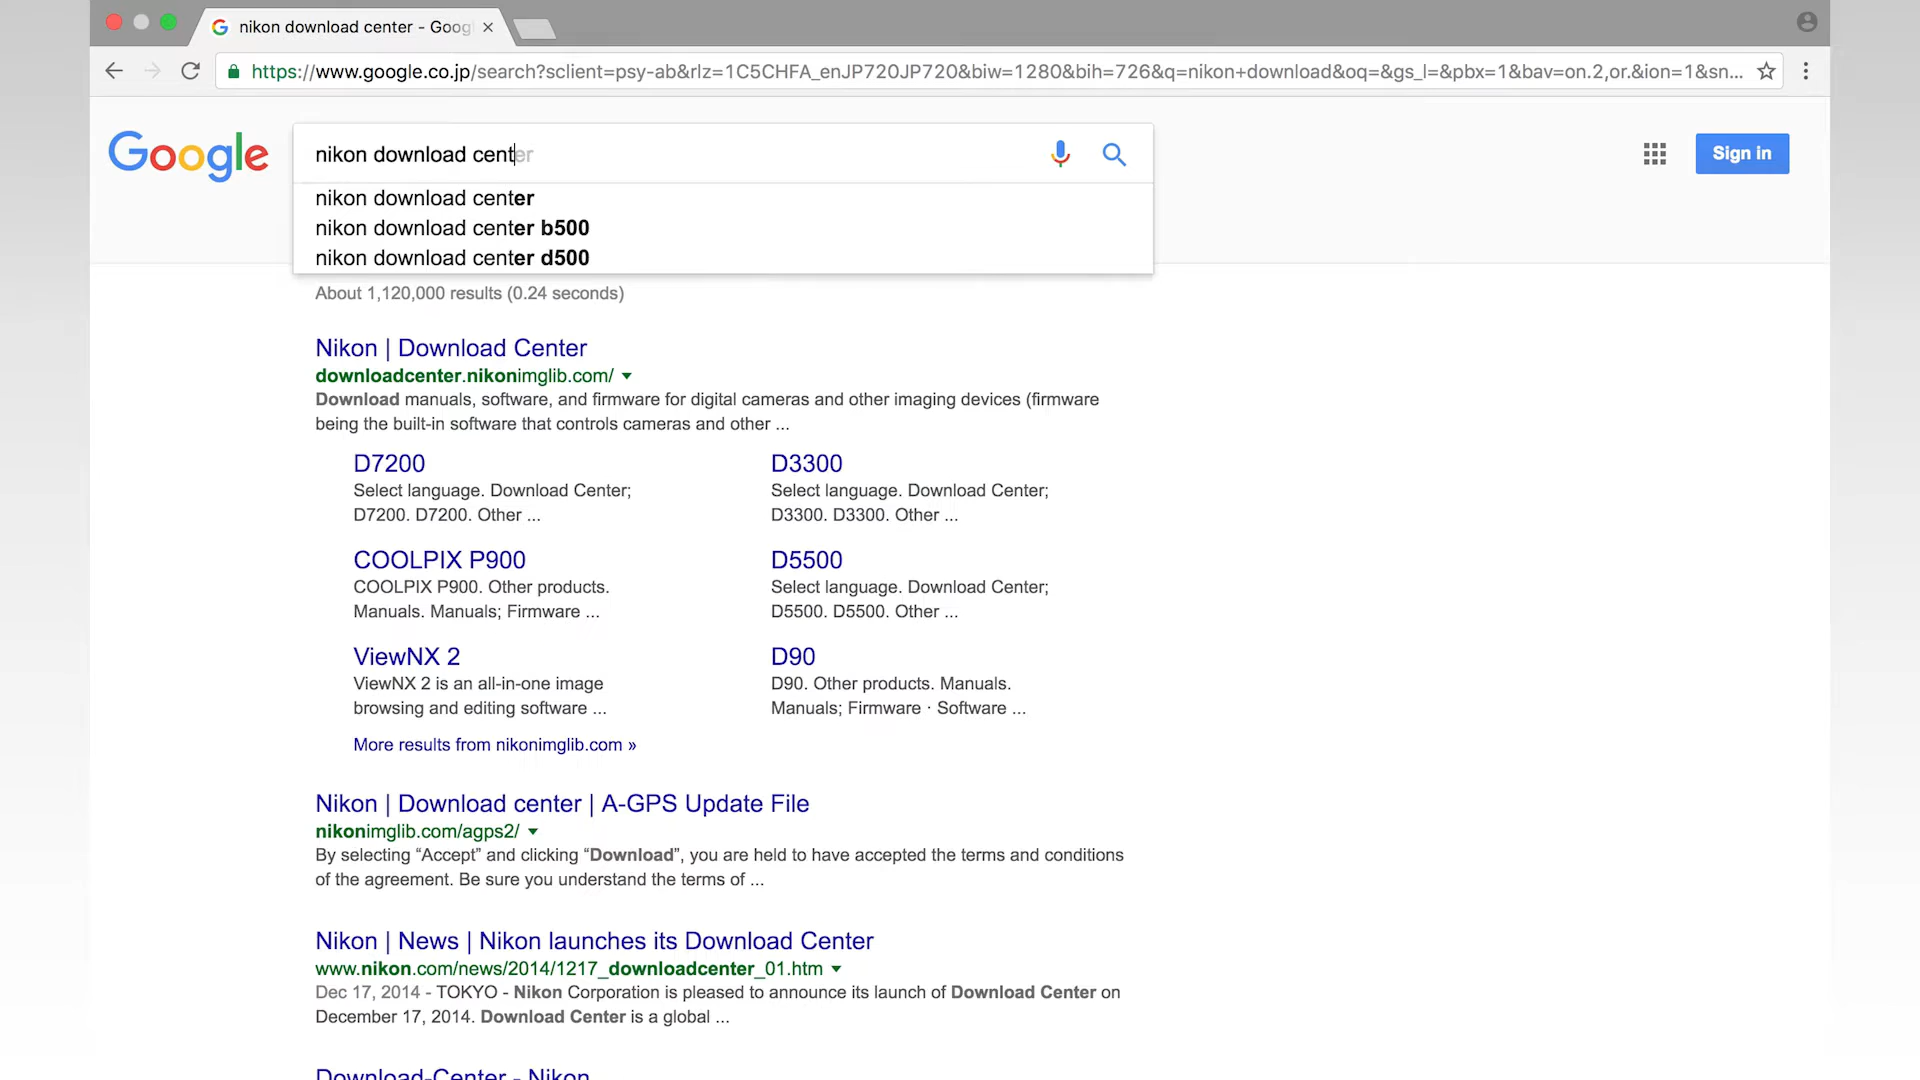 nikon download center - Goog
https://www.google.co.jp/search?sclient=psy-ab&rlz=1C5CHFA_enJP720JP720&biw=1280&bih=726&q=nikon+download&oq=&gs_l=&pbx=1&bav=on.2,or.&ion=1&sn...
Google
nikon download center
Sign in
nikon download center
nikon download center b500
nikon download center d500
About 1,120,000 results (0.24 seconds)
Nikon | Download Center
downloadcenter.nikonimglib.com/
Download manuals, software, and firmware for digital cameras and other imaging devices (firmware
being the built-in software that controls cameras and other ...
D7200
Select language. Download Center;
D7200. D7200. Other ...
D3300
Select language. Download Center;
D3300. D3300. Other ...
COOLPIX P900
COOLPIX P900. Other products.
Manuals. Manuals; Firmware ...
D5500
Select language. Download Center;
D5500. D5500. Other ...
ViewNX 2
ViewNX 2 is an all-in-one image
browsing and editing software ...
D90
D90. Other products. Manuals.
Manuals; Firmware · Software ...
More results from nikonimglib.com »
Nikon | Download center | A-GPS Update File
nikonimglib.com/agps2/
By selecting “Accept” and clicking “Download”, you are held to have accepted the terms and conditions
of the agreement. Be sure you understand the terms of ...
Nikon | News | Nikon launches its Download Center
www.nikon.com/news/2014/1217_downloadcenter_01.htm
Dec 17, 2014 - TOKYO - Nikon Corporation is pleased to announce its launch of Download Center on
December 17, 2014. Download Center is a global ...
Download-Center - Nikon